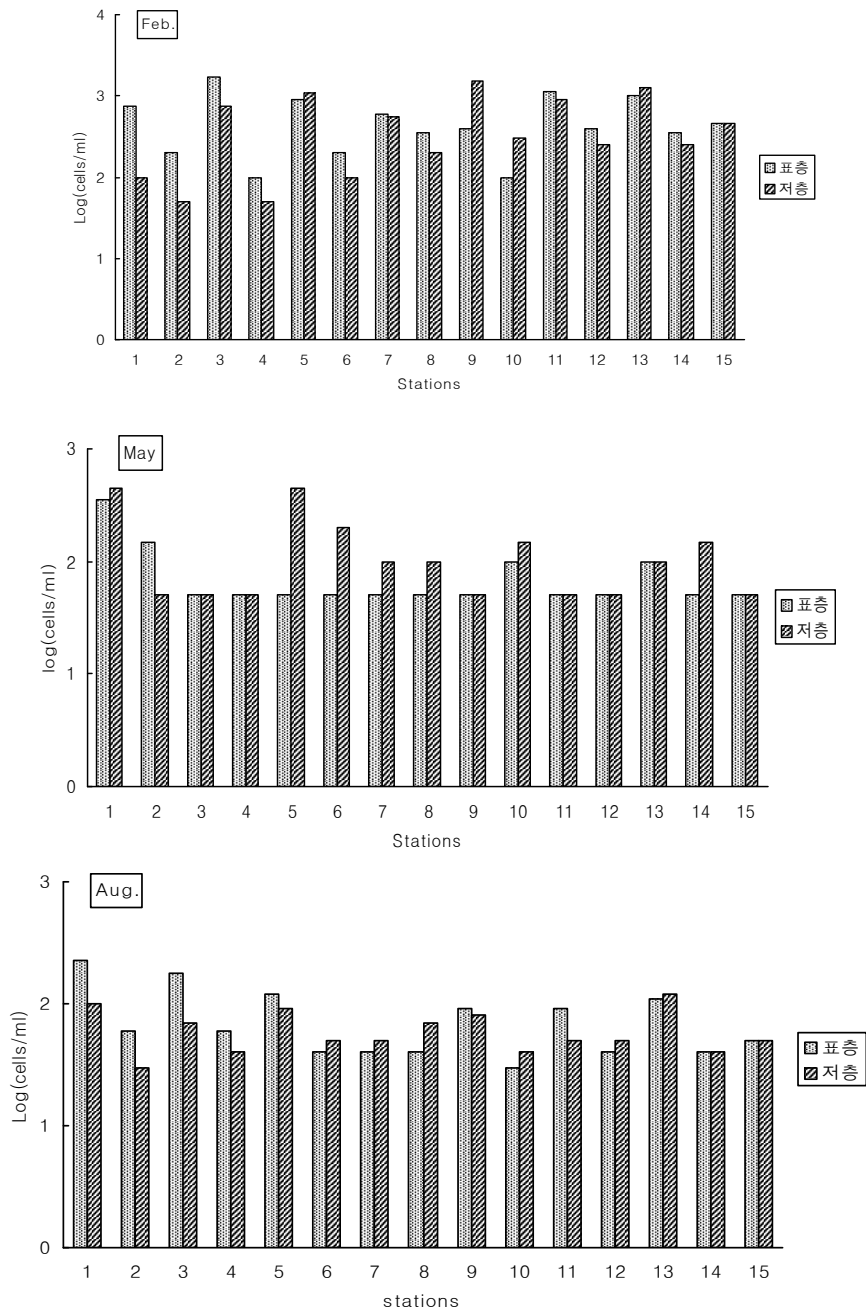 Feb.
4
3
2
1
0
Log(cells/ml)
1 2 3 4 5 6 7 8 9 10 11 12 13 14 15
Stations
표층
저층
May
3
2
1
0
log(cells/ml)
1 2 3 4 5 6 7 8 9 10 11 12 13 14 15
Stations
표층
저층
Aug.
3
2
1
0
Log(cells/ml)
1 2 3 4 5 6 7 8 9 10 11 12 13 14 15
stations
표층
저층